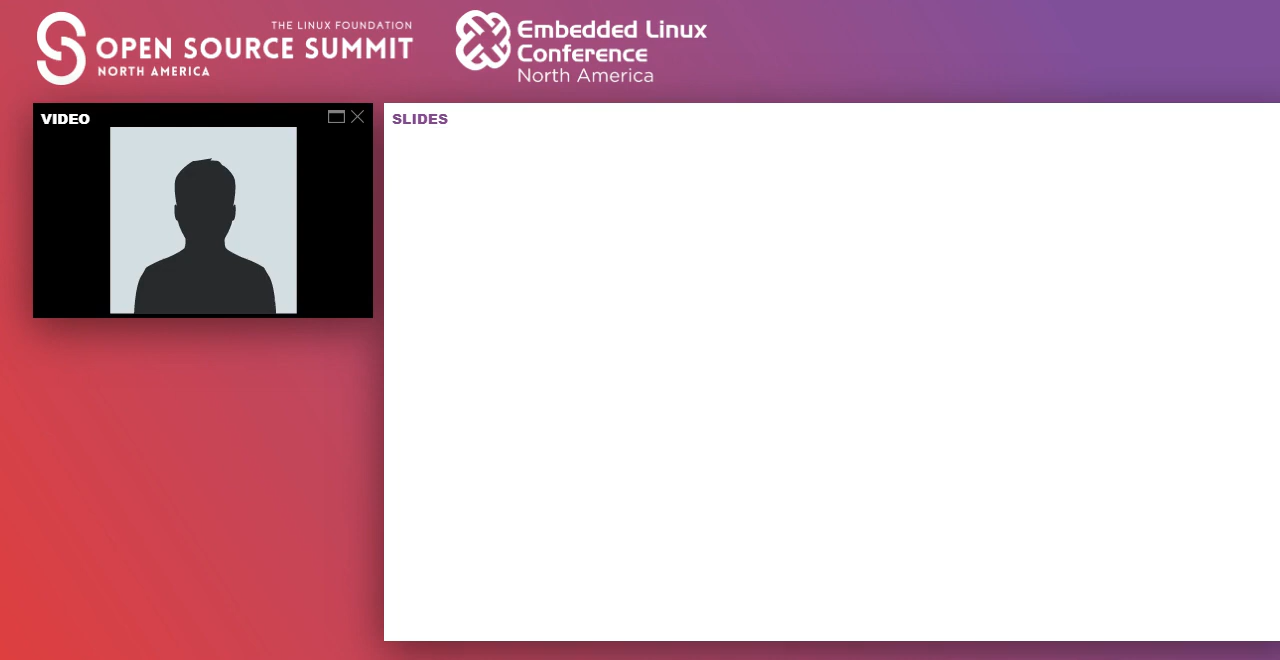 THE LINUX FOUNDATION
OPEN SOURCE SUMMIT
NORTH AMERICA
Embedded Linux
Conference
North America
VIDEO
SLIDES